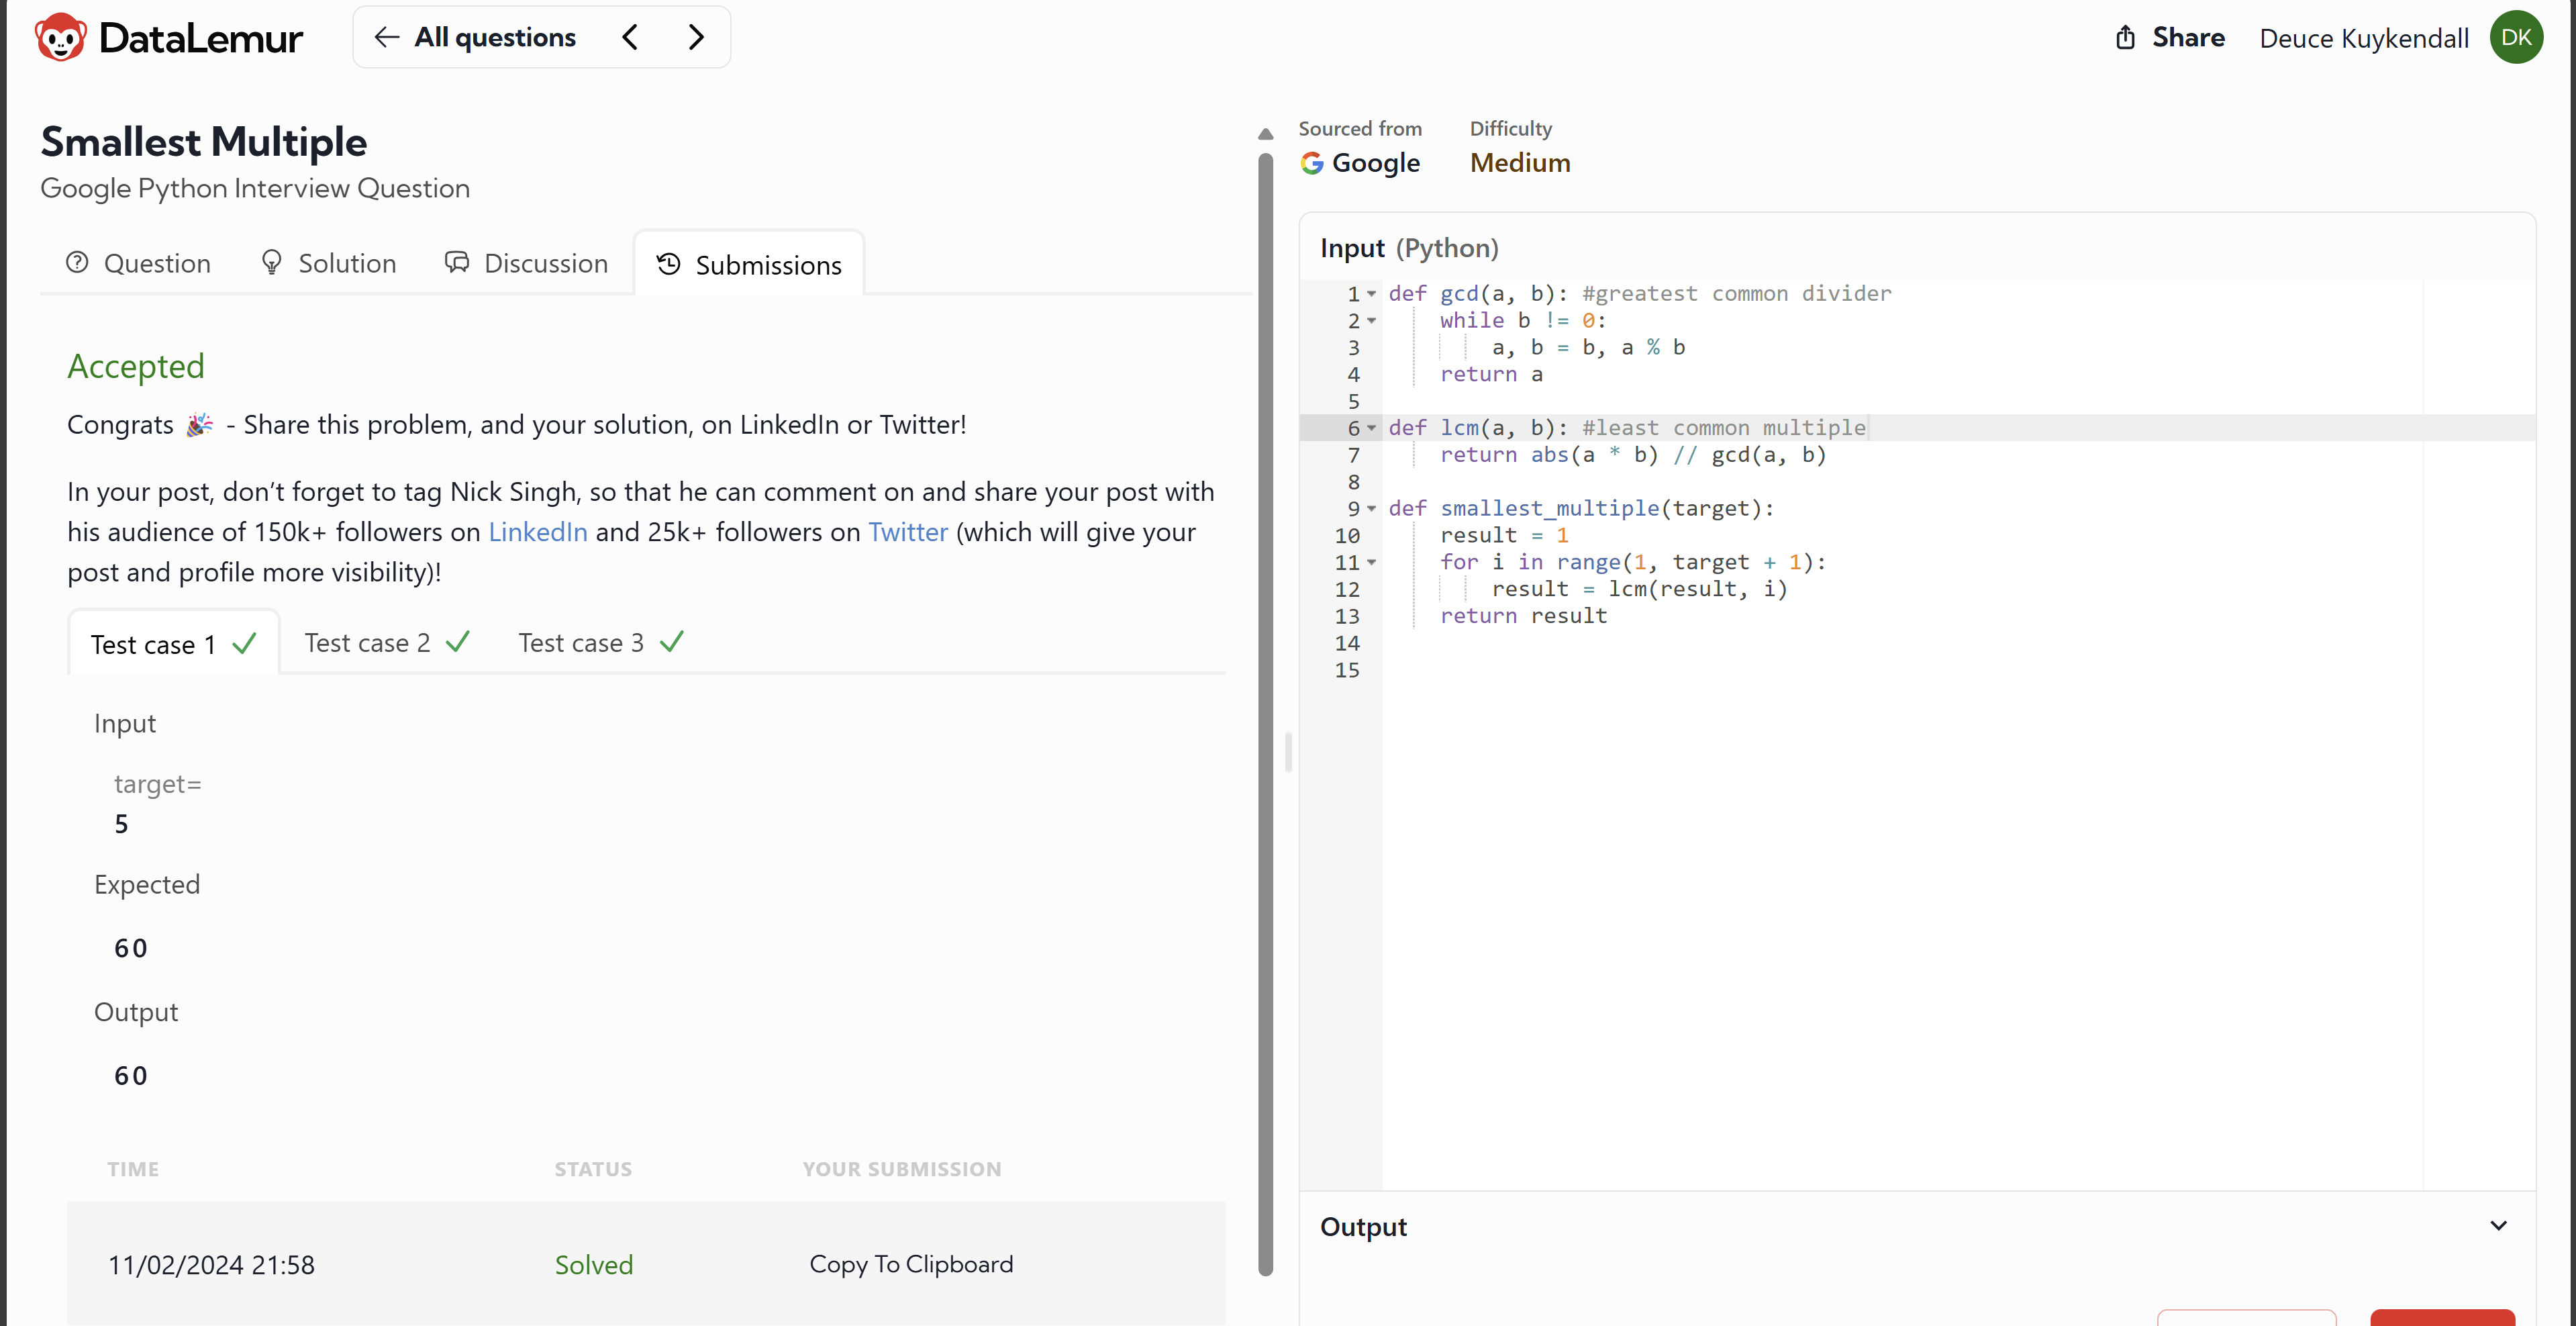 DataLemur
All questions
Share
Deuce Kuykendall
DK
Smallest Multiple
Google Python Interview Question
Question
Solution
Discussion
Submissions
Accepted
Congrats 🎉 - Share this problem, and your solution, on LinkedIn or Twitter!
In your post, don’t forget to tag Nick Singh, so that he can comment on and share your post with
his audience of 150k+ followers on LinkedIn and 25k+ followers on Twitter (which will give your
post and profile more visibility)!
Test case 1
Test case 2
Test case 3
Input
target=
5
Expected
60
Output
60
TIME STATUS YOUR SUBMISSION
11/02/2024 21:58 Solved Copy To Clipboard
Sourced from
Google
Difficulty
Medium
Input (Python)
1 def gcd(a, b): #greatest common divider
2     while b != 0:
3         a, b = b, a % b
4     return a
5
6 def lcm(a, b): #least common multiple
7     return abs(a * b) // gcd(a, b)
8
9 def smallest_multiple(target):
10     result = 1
11     for i in range(1, target + 1):
12         result = lcm(result, i)
13     return result
14
15
Output